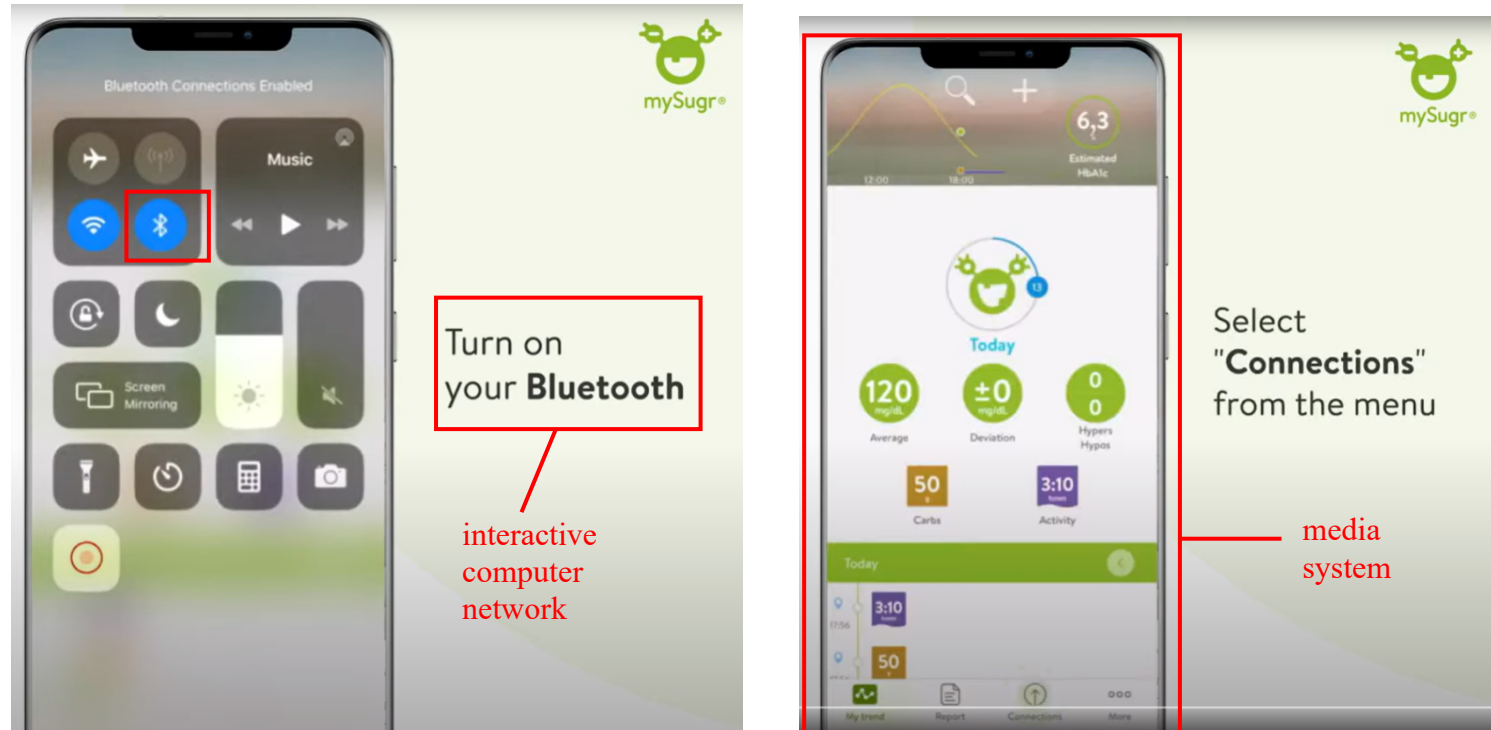 Bluetooth Connections Enabled
Music
Screen
Mirroring
mySugr®
Turn on
your Bluetooth
interactive
computer
network
12:00
18:00
6,3
Estimated
HbA1c
13
Today
120
mg/dL
Average
±0
mg/dL
Deviation
0
0
Hypers
Hypos
50
g
Carbs
3:10
hours
Activity
Today
3:10
hours
17:56
50
My trend
Report
Connections
More
mySugr®
Select
"Connections"
from the menu
media
system